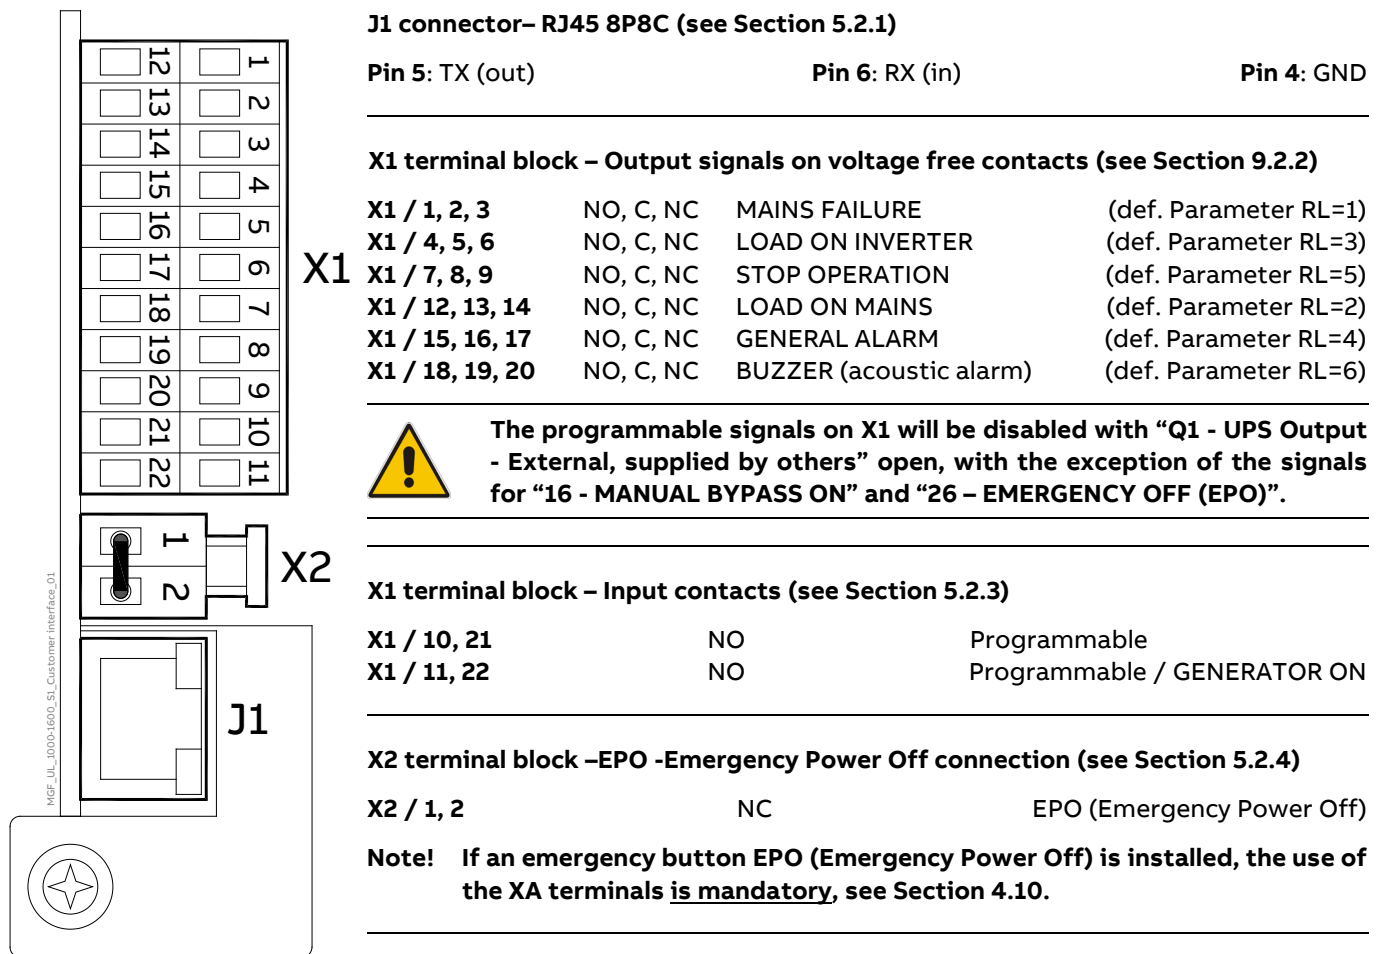 12 1
13 2
14 3
15 4
16 5
17 6
18 7
19 8
20 9
21 10
22 11
X1
1
2
X2
J1
MGF_UL_1000-1600_S1_Customer interface_01
J1 connector– RJ45 8P8C (see Section 5.2.1)
Pin 5: TX (out) Pin 6: RX (in) Pin 4: GND
X1 terminal block – Output signals on voltage free contacts (see Section 9.2.2)
X1 / 1, 2, 3 NO, C, NC MAINS FAILURE (def. Parameter RL=1)
X1 / 4, 5, 6 NO, C, NC LOAD ON INVERTER (def. Parameter RL=3)
X1 / 7, 8, 9 NO, C, NC STOP OPERATION (def. Parameter RL=5)
X1 / 12, 13, 14 NO, C, NC LOAD ON MAINS (def. Parameter RL=2)
X1 / 15, 16, 17 NO, C, NC GENERAL ALARM (def. Parameter RL=4)
X1 / 18, 19, 20 NO, C, NC BUZZER (acoustic alarm) (def. Parameter RL=6)
The programmable signals on X1 will be disabled with “Q1 - UPS Output
- External, supplied by others” open, with the exception of the signals
for “16 - MANUAL BYPASS ON” and “26 – EMERGENCY OFF (EPO)”.
X1 terminal block – Input contacts (see Section 5.2.3)
X1 / 10, 21 NO Programmable
X1 / 11, 22 NO Programmable / GENERATOR ON
X2 terminal block –EPO -Emergency Power Off connection (see Section 5.2.4)
X2 / 1, 2 NC EPO (Emergency Power Off)
Note! If an emergency button EPO (Emergency Power Off) is installed, the use of
the XA terminals is mandatory, see Section 4.10.